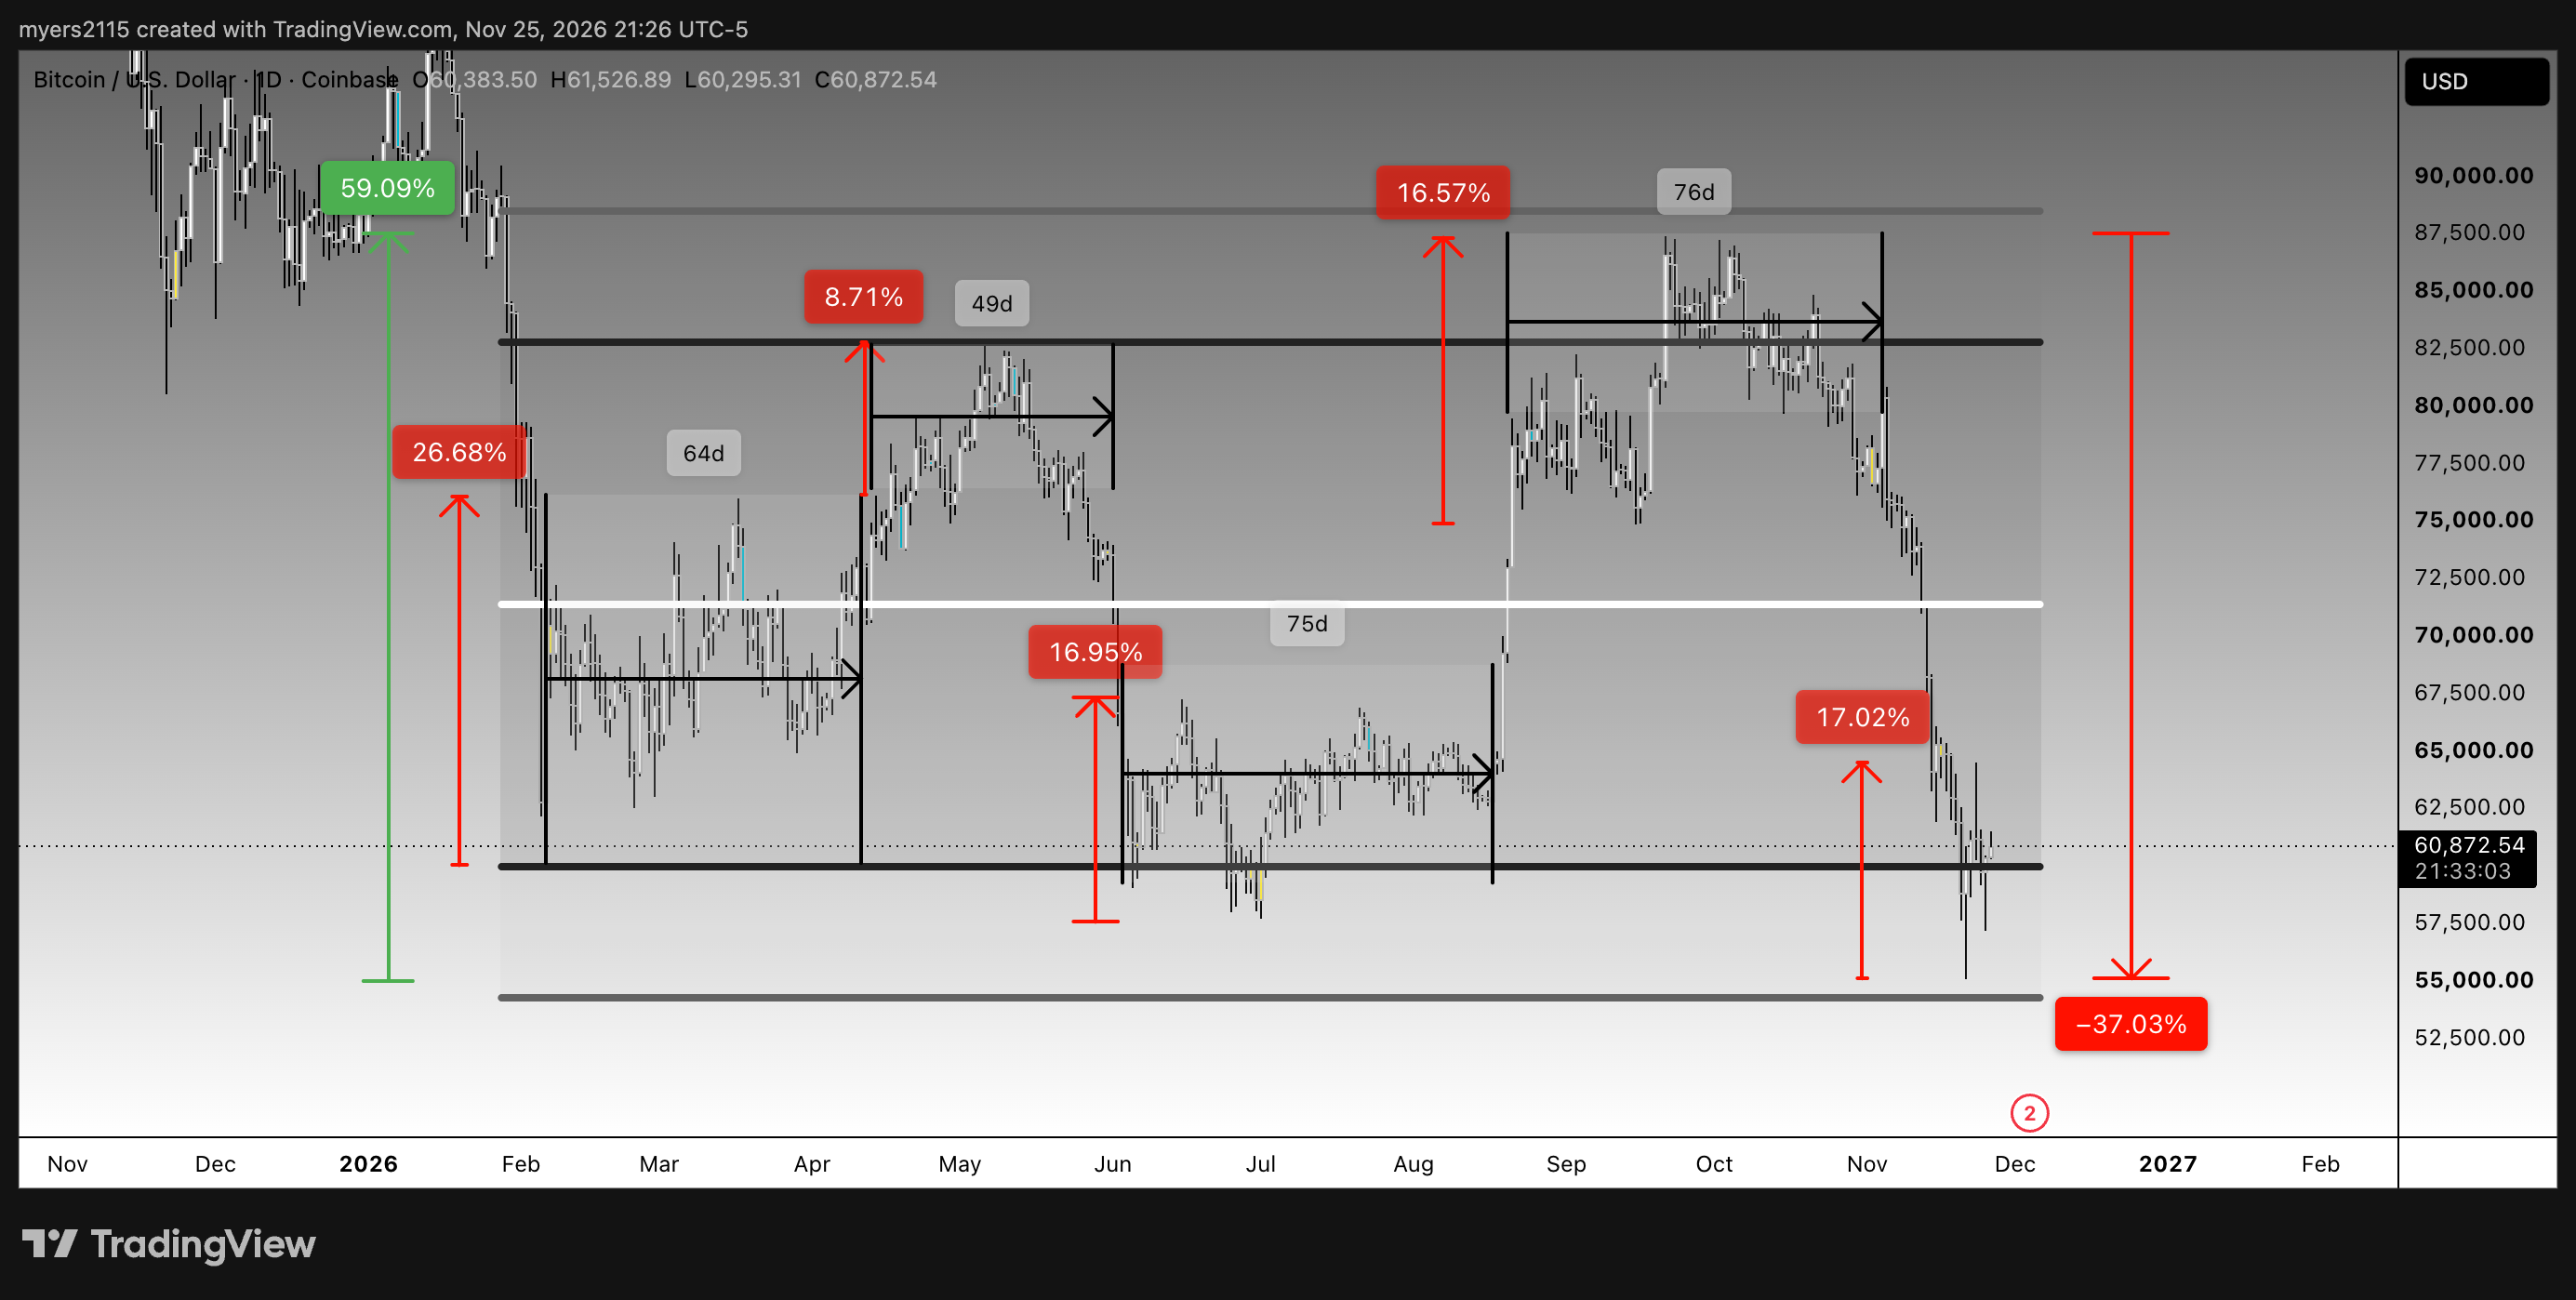 myers2115 created with TradingView.com, Nov 25, 2026 21:26 UTC-5
Bitcoin / U.S. Dollar · 1D · Coinbase O60,383.50 H61,526.89 L60,295.31 C60,872.54
USD
59.09%
16.57%
76d
8.71%
49d
26.68%
64d
75d
16.95%
17.02%
−37.03%
2
90,000.00
87,500.00
85,000.00
82,500.00
80,000.00
77,500.00
75,000.00
72,500.00
70,000.00
67,500.00
65,000.00
62,500.00
60,872.54
21:33:03
57,500.00
55,000.00
52,500.00
Nov Dec 2026 Feb Mar Apr May Jun Jul Aug Sep Oct Nov Dec 2027 Feb
TradingView